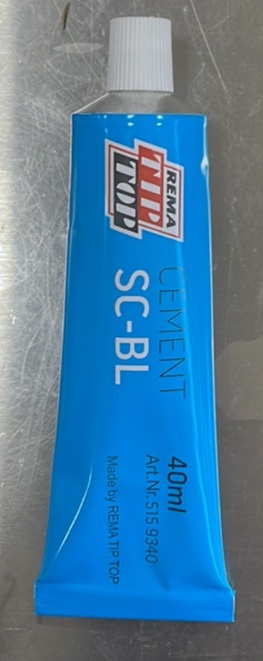 REMA
TIP
TOP
CEMENT
SC-BL
40ml
Art.Nr. 515 9340
Made by REMA TIP TOP